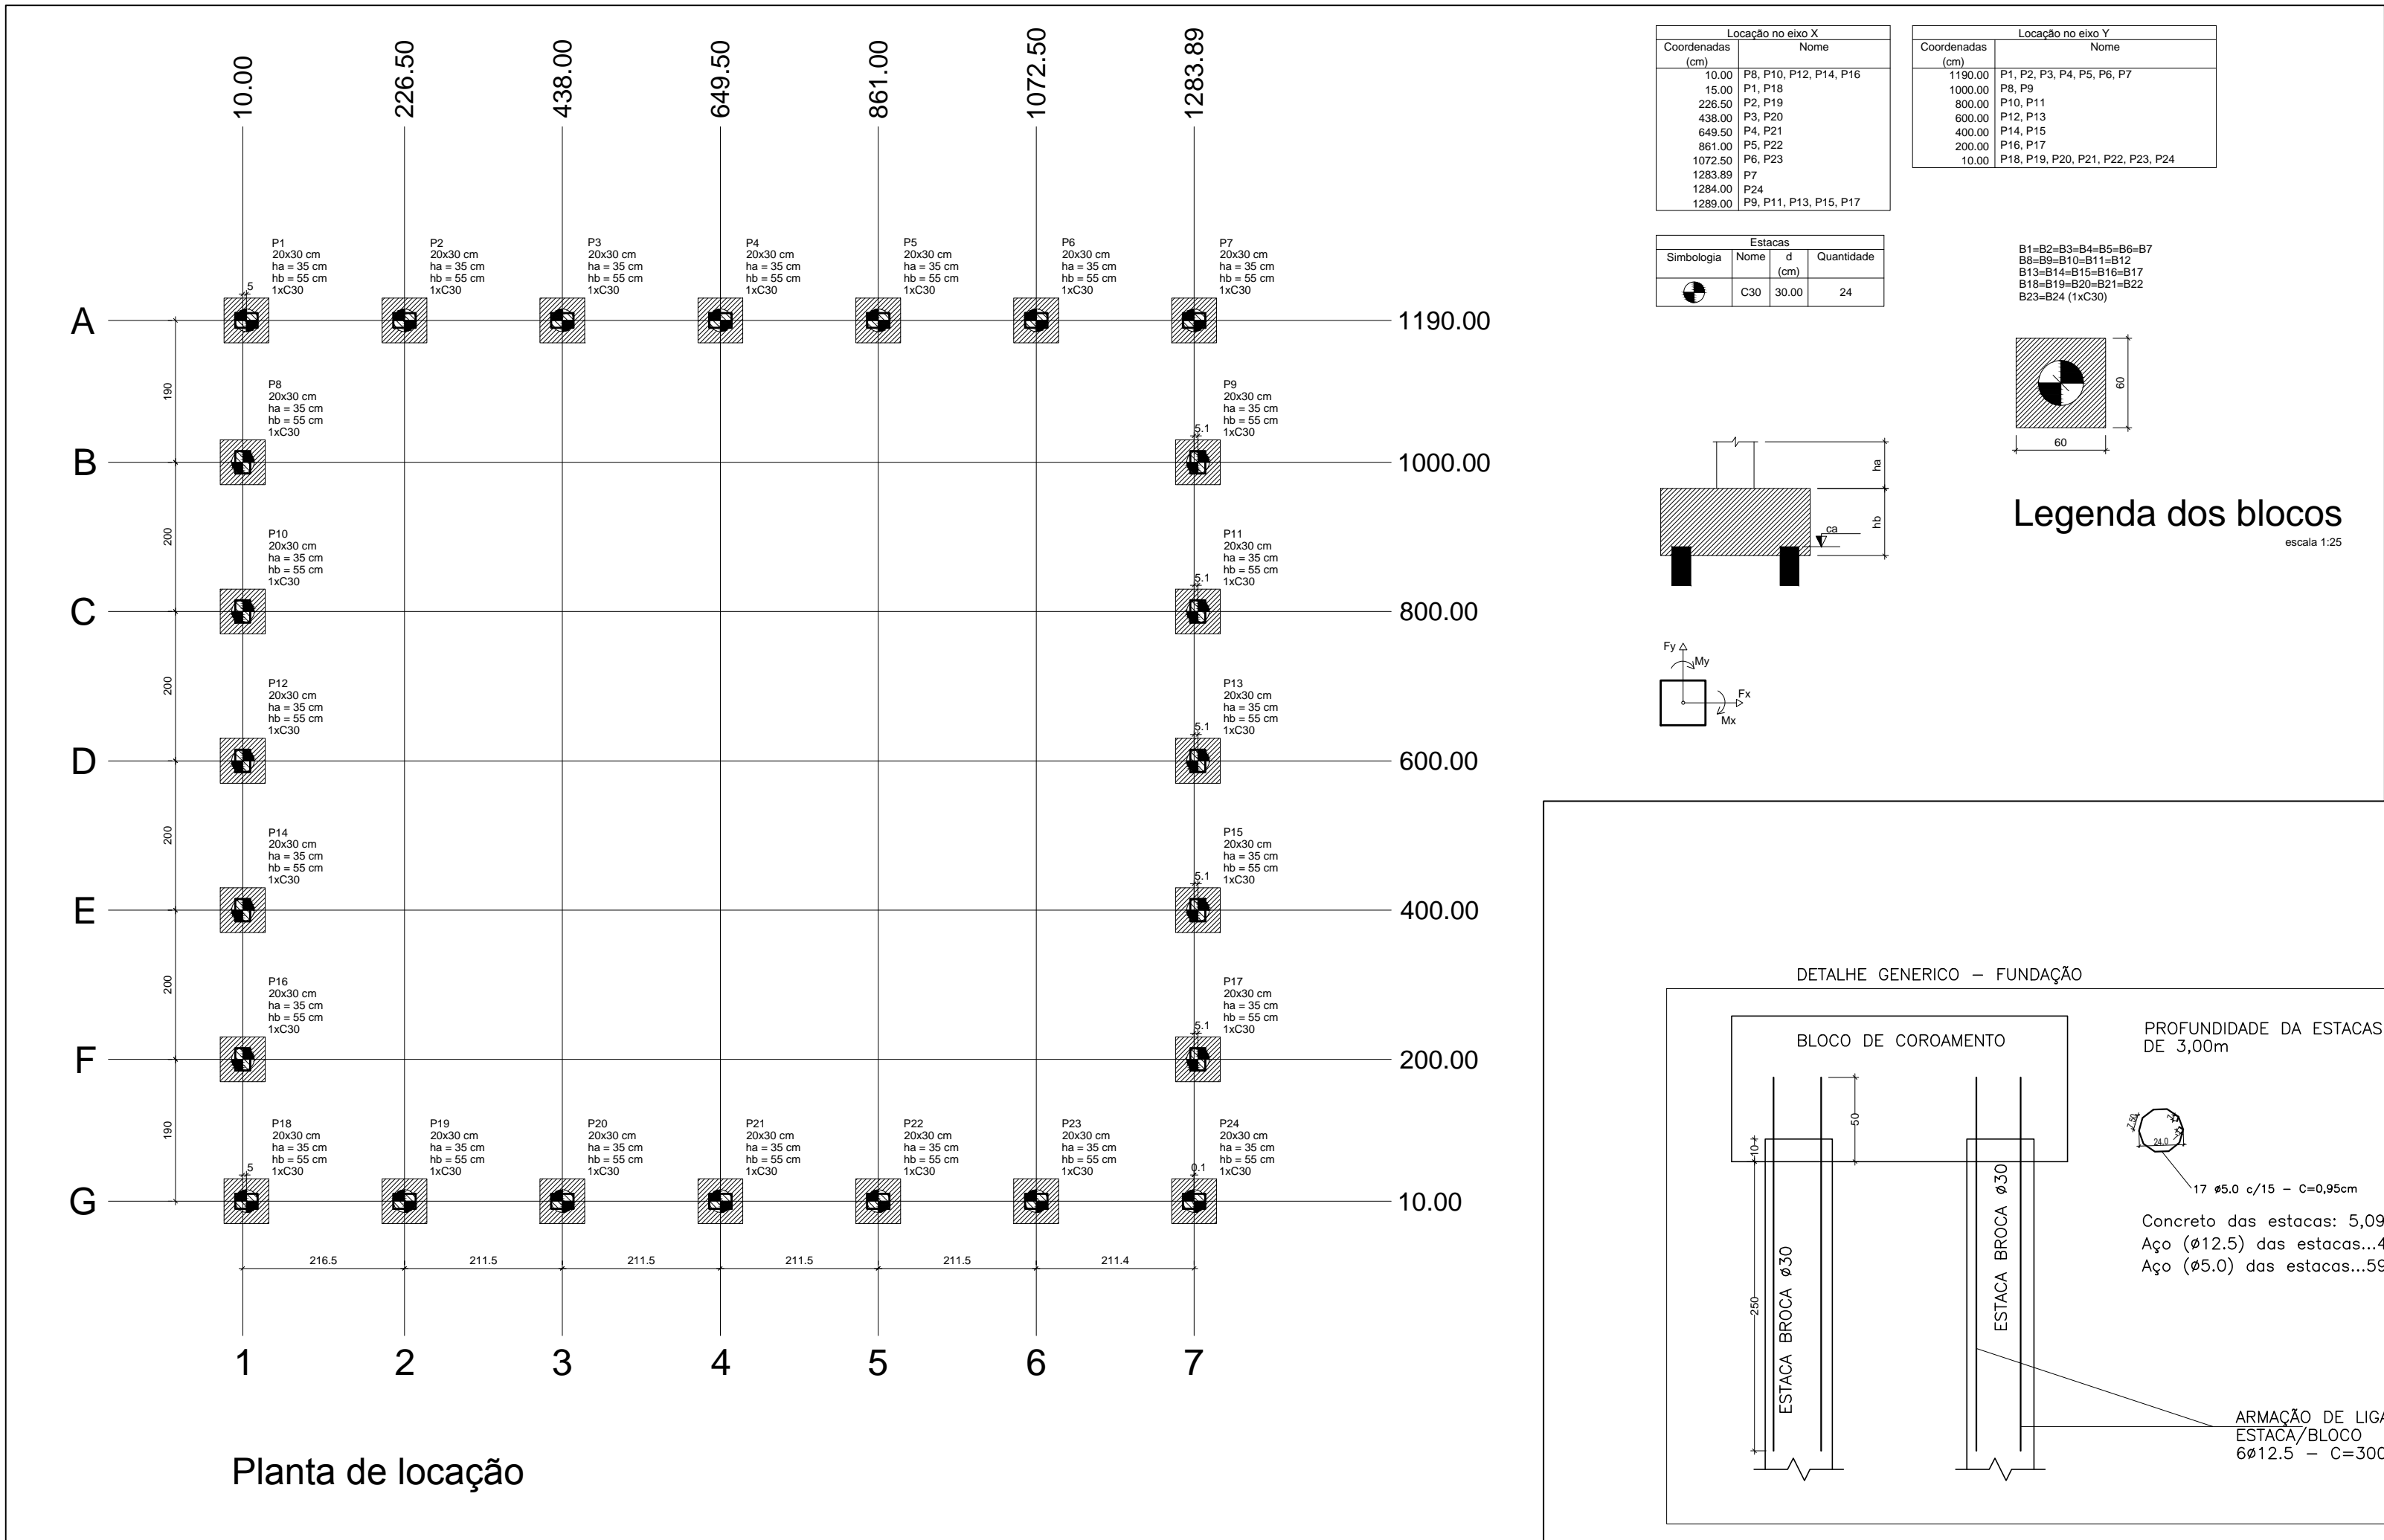 10.00
226.50
438.00
649.50
861.00
1072.50
1283.89
P1
20x30 cm
ha = 35 cm
hb = 55 cm
1xC30
5
P2
20x30 cm
ha = 35 cm
hb = 55 cm
1xC30
P3
20x30 cm
ha = 35 cm
hb = 55 cm
1xC30
P4
20x30 cm
ha = 35 cm
hb = 55 cm
1xC30
P5
20x30 cm
ha = 35 cm
hb = 55 cm
1xC30
P6
20x30 cm
ha = 35 cm
hb = 55 cm
1xC30
P7
20x30 cm
ha = 35 cm
hb = 55 cm
1xC30
A
1190.00
190
P8
20x30 cm
ha = 35 cm
hb = 55 cm
1xC30
P9
20x30 cm
ha = 35 cm
hb = 55 cm
1xC30
5.1
B
1000.00
200
P10
20x30 cm
ha = 35 cm
hb = 55 cm
1xC30
P11
20x30 cm
ha = 35 cm
hb = 55 cm
1xC30
5.1
C
800.00
200
P12
20x30 cm
ha = 35 cm
hb = 55 cm
1xC30
P13
20x30 cm
ha = 35 cm
hb = 55 cm
1xC30
5.1
D
600.00
200
P14
20x30 cm
ha = 35 cm
hb = 55 cm
1xC30
P15
20x30 cm
ha = 35 cm
hb = 55 cm
1xC30
5.1
E
400.00
200
P16
20x30 cm
ha = 35 cm
hb = 55 cm
1xC30
P17
20x30 cm
ha = 35 cm
hb = 55 cm
1xC30
5.1
F
200.00
190
P18
20x30 cm
ha = 35 cm
hb = 55 cm
1xC30
5
P19
20x30 cm
ha = 35 cm
hb = 55 cm
1xC30
P20
20x30 cm
ha = 35 cm
hb = 55 cm
1xC30
P21
20x30 cm
ha = 35 cm
hb = 55 cm
1xC30
P22
20x30 cm
ha = 35 cm
hb = 55 cm
1xC30
P23
20x30 cm
ha = 35 cm
hb = 55 cm
1xC30
P24
20x30 cm
ha = 35 cm
hb = 55 cm
1xC30
0.1
G
10.00
216.5 211.5 211.5 211.5 211.5 211.4
1 2 3 4 5 6 7
Planta de locação
Locação no eixo X
Coordenadas Nome
(cm)
10.00 P8, P10, P12, P14, P16
15.00 P1, P18
226.50 P2, P19
438.00 P3, P20
649.50 P4, P21
861.00 P5, P22
1072.50 P6, P23
1283.89 P7
1284.00 P24
1289.00 P9, P11, P13, P15, P17
Locação no eixo Y
Coordenadas Nome
(cm)
1190.00 P1, P2, P3, P4, P5, P6, P7
1000.00 P8, P9
800.00 P10, P11
600.00 P12, P13
400.00 P14, P15
200.00 P16, P17
10.00 P18, P19, P20, P21, P22, P23, P24
Estacas
Simbologia Nome d Quantidade
(cm)
C30 30.00 24
B1=B2=B3=B4=B5=B6=B7
B8=B9=B10=B11=B12
B13=B14=B15=B16=B17
B18=B19=B20=B21=B22
B23=B24 (1xC30)
60
60
ha
hb
ca
Legenda dos blocos
escala 1:25
Fy
My
Fx
Mx
DETALHE GENERICO – FUNDAÇÃO
BLOCO DE COROAMENTO
50
10
250
ESTACA BROCA ø30
ESTACA BROCA ø30
PROFUNDIDADE DA ESTACAS
DE 3,00m
7.50
24.0
17 ø5.0 c/15 – C=0,95cm
Concreto das estacas: 5,09
Aço (ø12.5) das estacas...4
Aço (ø5.0) das estacas...59
ARMAÇÃO DE LIGA
ESTACA/BLOCO
6ø12.5 – C=300